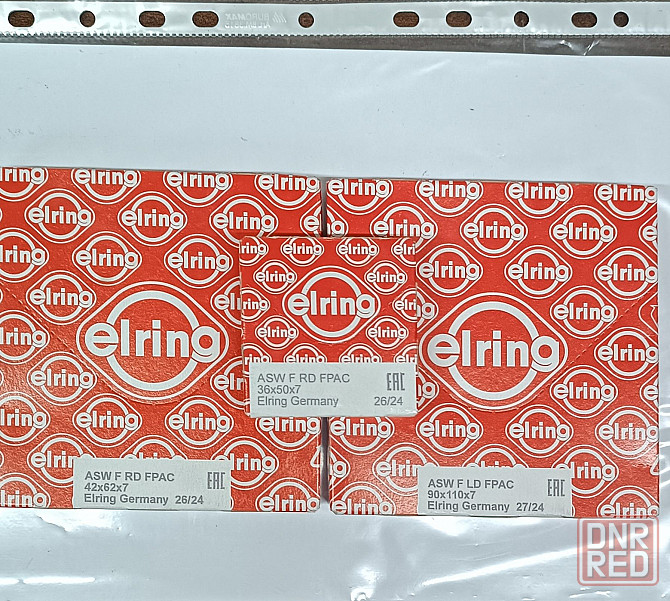 elring
elring
elring
ASW F RD FPAC
36x50x7
Elring Germany 26/24
EAC
ASW F RD FPAC
42x62x7
Elring Germany 26/24
EAC
ASW F LD FPAC
90x110x7
Elring Germany 27/24
EAC
DNR
RED